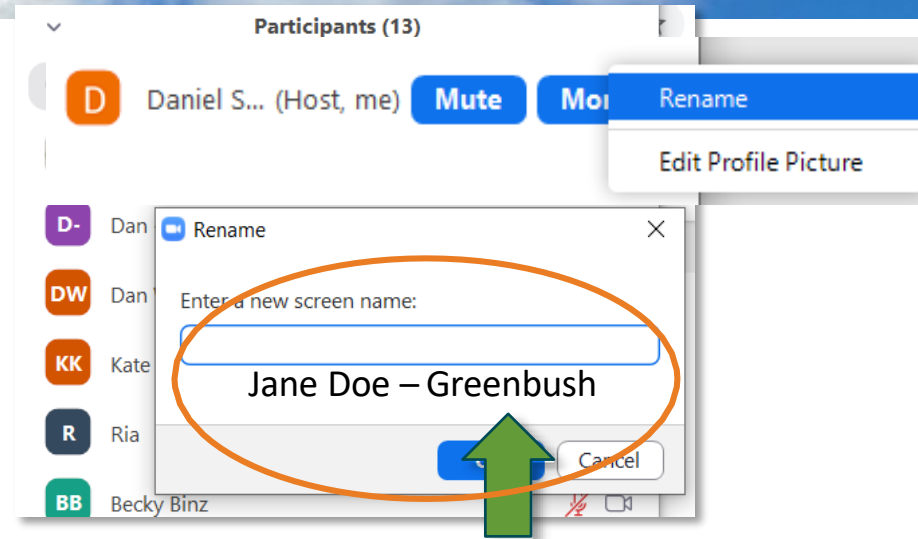 Participants (13)
D Daniel S... (Host, me) Mute
Rename
Edit Profile Picture
D- Dan
Rename
DW Dan
Enter a new screen name:
KK Kate
Jane Doe – Greenbush
R Ria
Cancel
BB Becky Binz